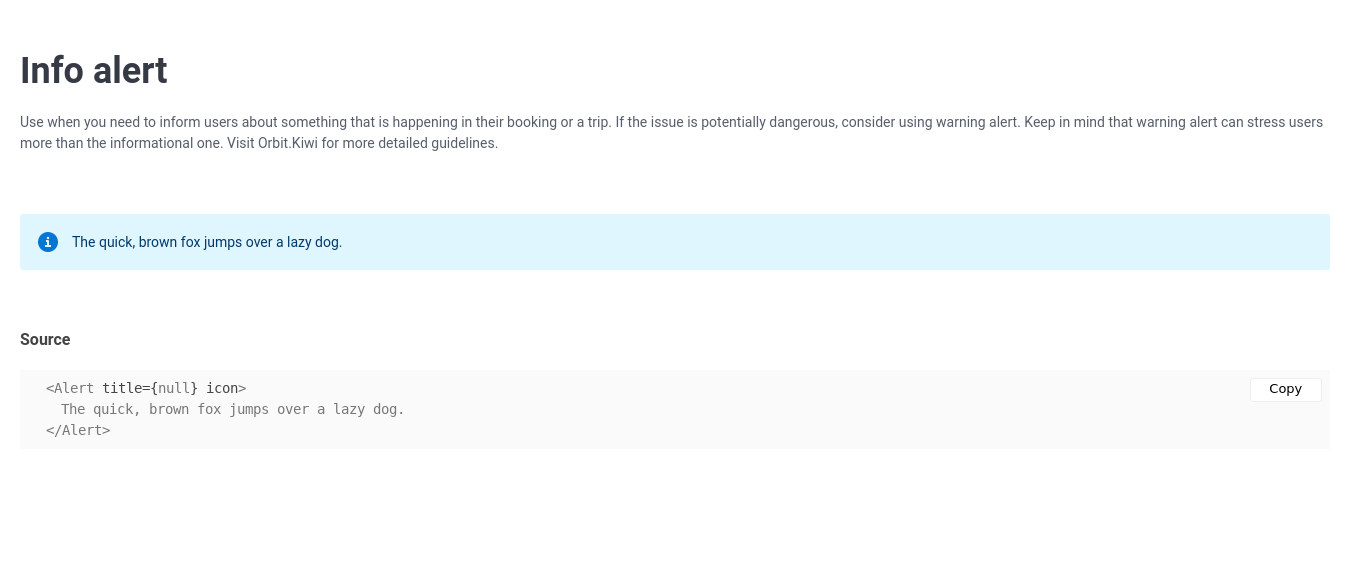 Info alert
Use when you need to inform users about something that is happening in their booking or a trip. If the issue is potentially dangerous, consider using warning alert. Keep in mind that warning alert can stress users
more than the informational one. Visit Orbit.Kiwi for more detailed guidelines.
The quick, brown fox jumps over a lazy dog.
Source
<Alert title={null} icon>
  The quick, brown fox jumps over a lazy dog.
</Alert>
Copy